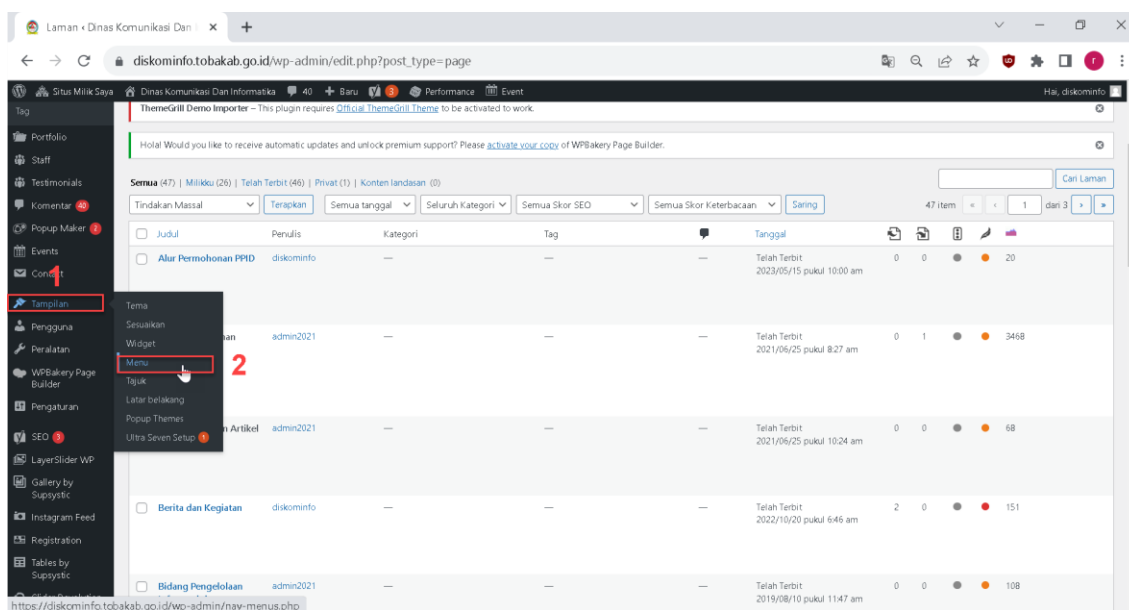 Laman ‹ Dinas Komunikasi Dan
diskominfo.tobakab.go.id/wp-admin/edit.php?post_type=page
r
Situs Milik Saya Dinas Komunikasi Dan Informatika 40 + Baru 3 Performance Event Hai, diskominfo
Tag
Portfolio
Staff
Testimonials
Komentar 40
Popup Maker 2
Events
Contact
1
Tampilan
Pengguna
Peralatan
WPBakery Page
Builder
Pengaturan
SEO 3
LayerSlider WP
Gallery by
Supsystic
Instagram Feed
Registration
Tables by
Supsystic
Tema
Sesuaikan
Widget
Menu
2
Tajuk
Latar belakang
Popup Themes
Ultra Seven Setup 1
ThemeGrill Demo Importer – This plugin requires Official ThemeGrill Theme to be activated to work.
Hola! Would you like to receive automatic updates and unlock premium support? Please activate your copy of WPBakery Page Builder.
Semua (47) | Milikku (26) | Telah Terbit (46) | Privat (1) | Konten landasan (0)
Cari Laman
Tindakan Massal Terapkan Semua tanggal Seluruh Kategori Semua Skor SEO Semua Skor Keterbacaan Saring 47 item « ‹ 1 dari 3 › »
Judul Penulis Kategori Tag Tanggal
Alur Permohonan PPID diskominfo — — — Telah Terbit 0 0 20
2023/05/15 pukul 10:00 am
admin2021 — — — Telah Terbit 0 1 3468
2021/06/25 pukul 8:27 am
n Artikel admin2021 — — — Telah Terbit 0 0 68
2021/06/25 pukul 10:24 am
Berita dan Kegiatan diskominfo — — — Telah Terbit 2 0 151
2022/10/20 pukul 6:46 am
Bidang Pengelolaan admin2021 — — — Telah Terbit 0 0 108
2019/08/10 pukul 11:47 am
https://diskominfo.tobakab.go.id/wp-admin/nav-menus.php